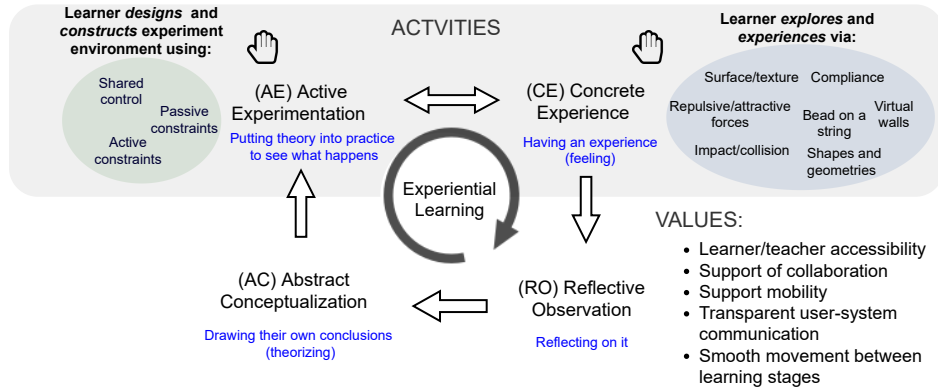 Learner designs and
constructs experiment
environment using:
ACTVITIES
Learner explores and
experiences via:
Shared
control
Passive
constraints
Active
constraints
(AE) Active
Experimentation
Putting theory into practice
to see what happens
(CE) Concrete
Experience
Having an experience
(feeling)
Surface/texture
Compliance
Repulsive/attractive
forces
Bead on a
string
Virtual
walls
Impact/collision
Shapes and
geometries
Experiential
Learning
(AC) Abstract
Conceptualization
Drawing their own conclusions
(theorizing)
(RO) Reflective
Observation
Reflecting on it
VALUES:
• Learner/teacher accessibility
• Support of collaboration
• Support mobility
• Transparent user-system
communication
• Smooth movement between
learning stages